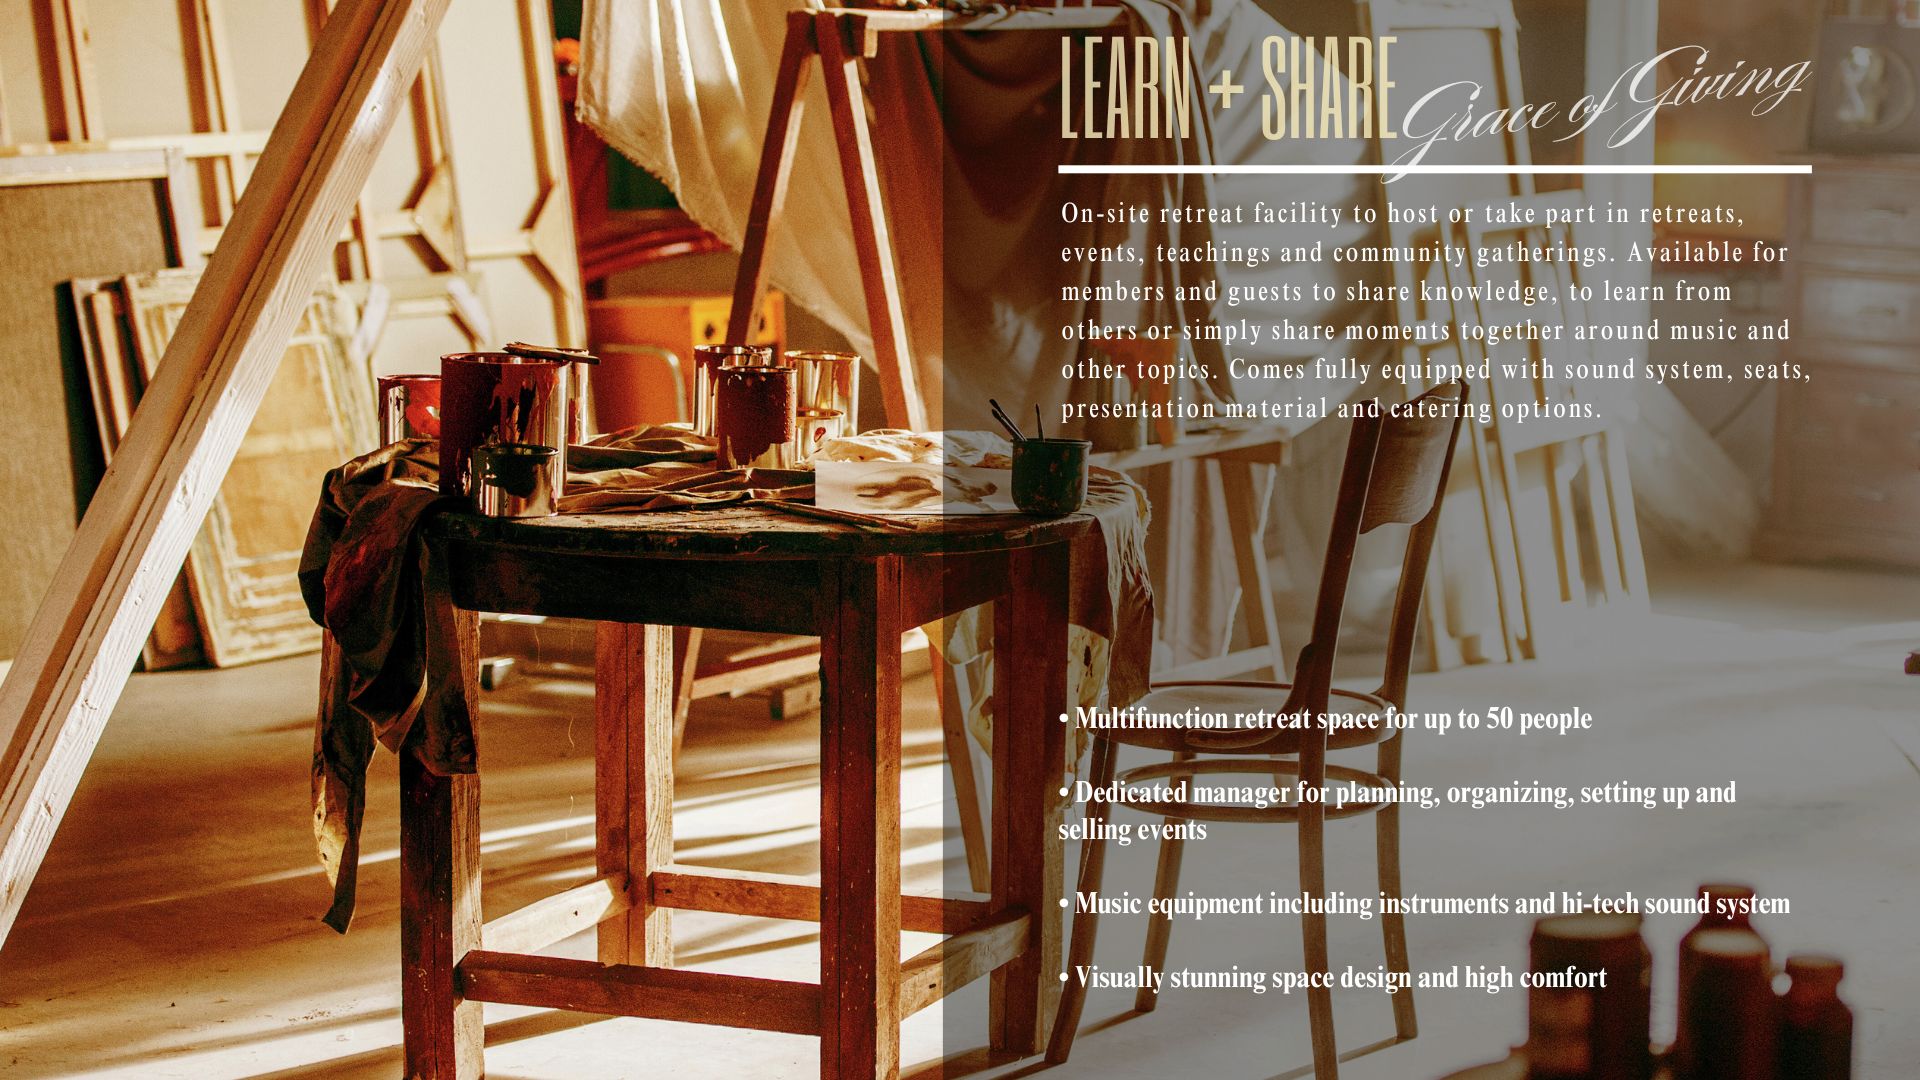 LEARN + SHARE Grace of Giving
On-site retreat facility to host or take part in retreats,
events, teachings and community gatherings. Available for
members and guests to share knowledge, to learn from
others or simply share moments together around music and
other topics. Comes fully equipped with sound system, seats,
presentation material and catering options.
• Multifunction retreat space for up to 50 people
• Dedicated manager for planning, organizing, setting up and
selling events
• Music equipment including instruments and hi-tech sound system
• Visually stunning space design and high comfort